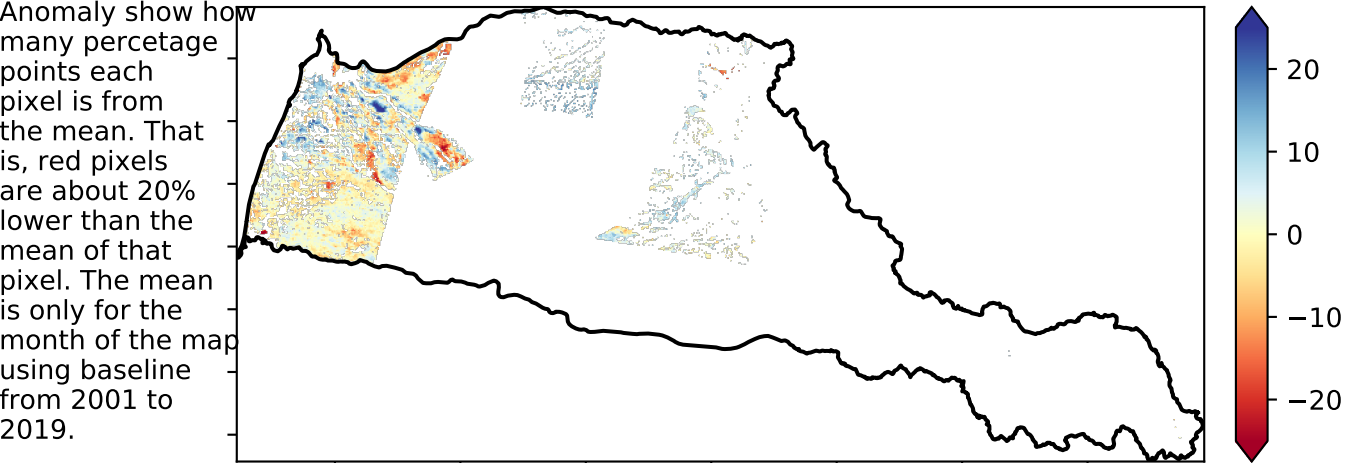 Anomaly show how
many percetage
points each
pixel is from
the mean. That
is, red pixels
are about 20%
lower than the
mean of that
pixel. The mean
is only for the
month of the map
using baseline
from 2001 to
2019.
20
10
0
−10
−20